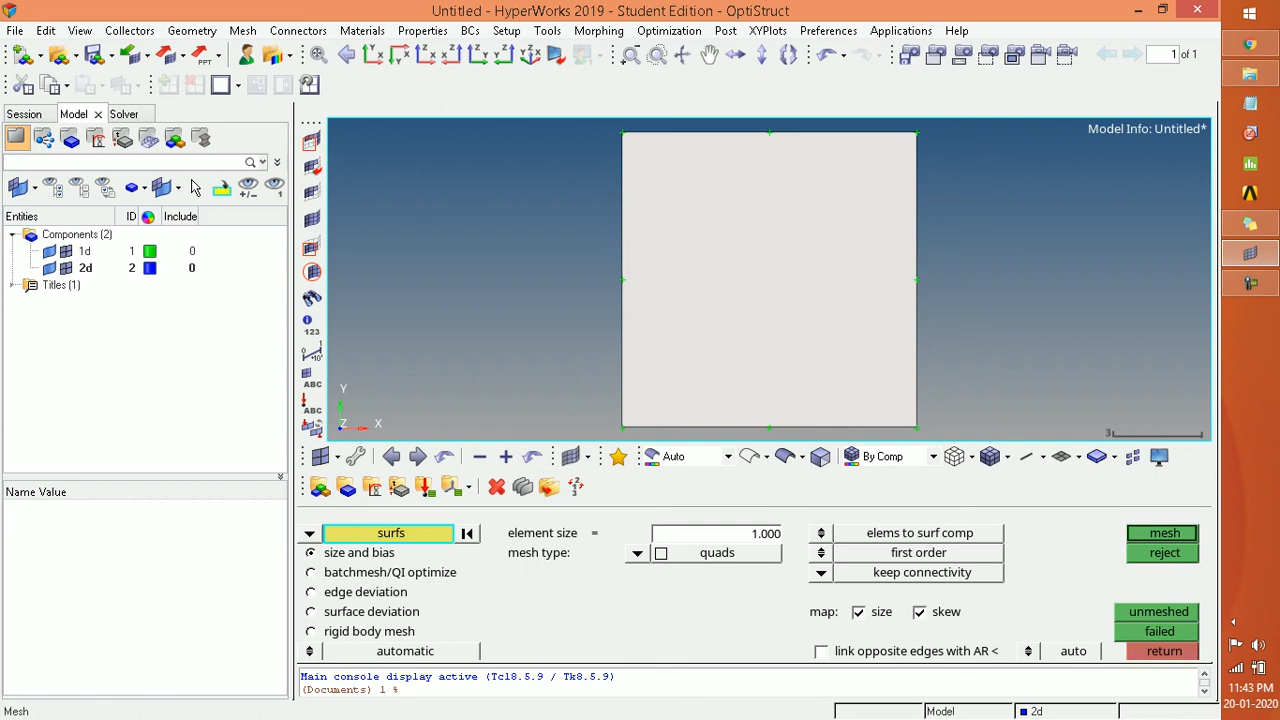 Untitled - HyperWorks 2019 - Student Edition - OptiStruct
File Edit View Collectors Geometry Mesh Connectors Materials Properties BCs Setup Tools Morphing Optimization Post XYPlots Preferences Applications Help
1 of 1
Session Model Solver
Model Info: Untitled*
Entities ID Include
Components (2)
1d 1 0
2d 2 0
Titles (1)
123
ABC
ABC
Y
Z X
3
Auto By Comp
Name Value
surfs element size = 1.000 elems to surf comp mesh
size and bias mesh type: quads first order reject
batchmesh/QI optimize keep connectivity
edge deviation
surface deviation map: size skew unmeshed
rigid body mesh failed
automatic link opposite edges with AR < auto return
Main console display active (Tcl8.5.9 / Tk8.5.9)
(Documents) 1 %
Mesh Model 2d
11:43 PM
20-01-2020